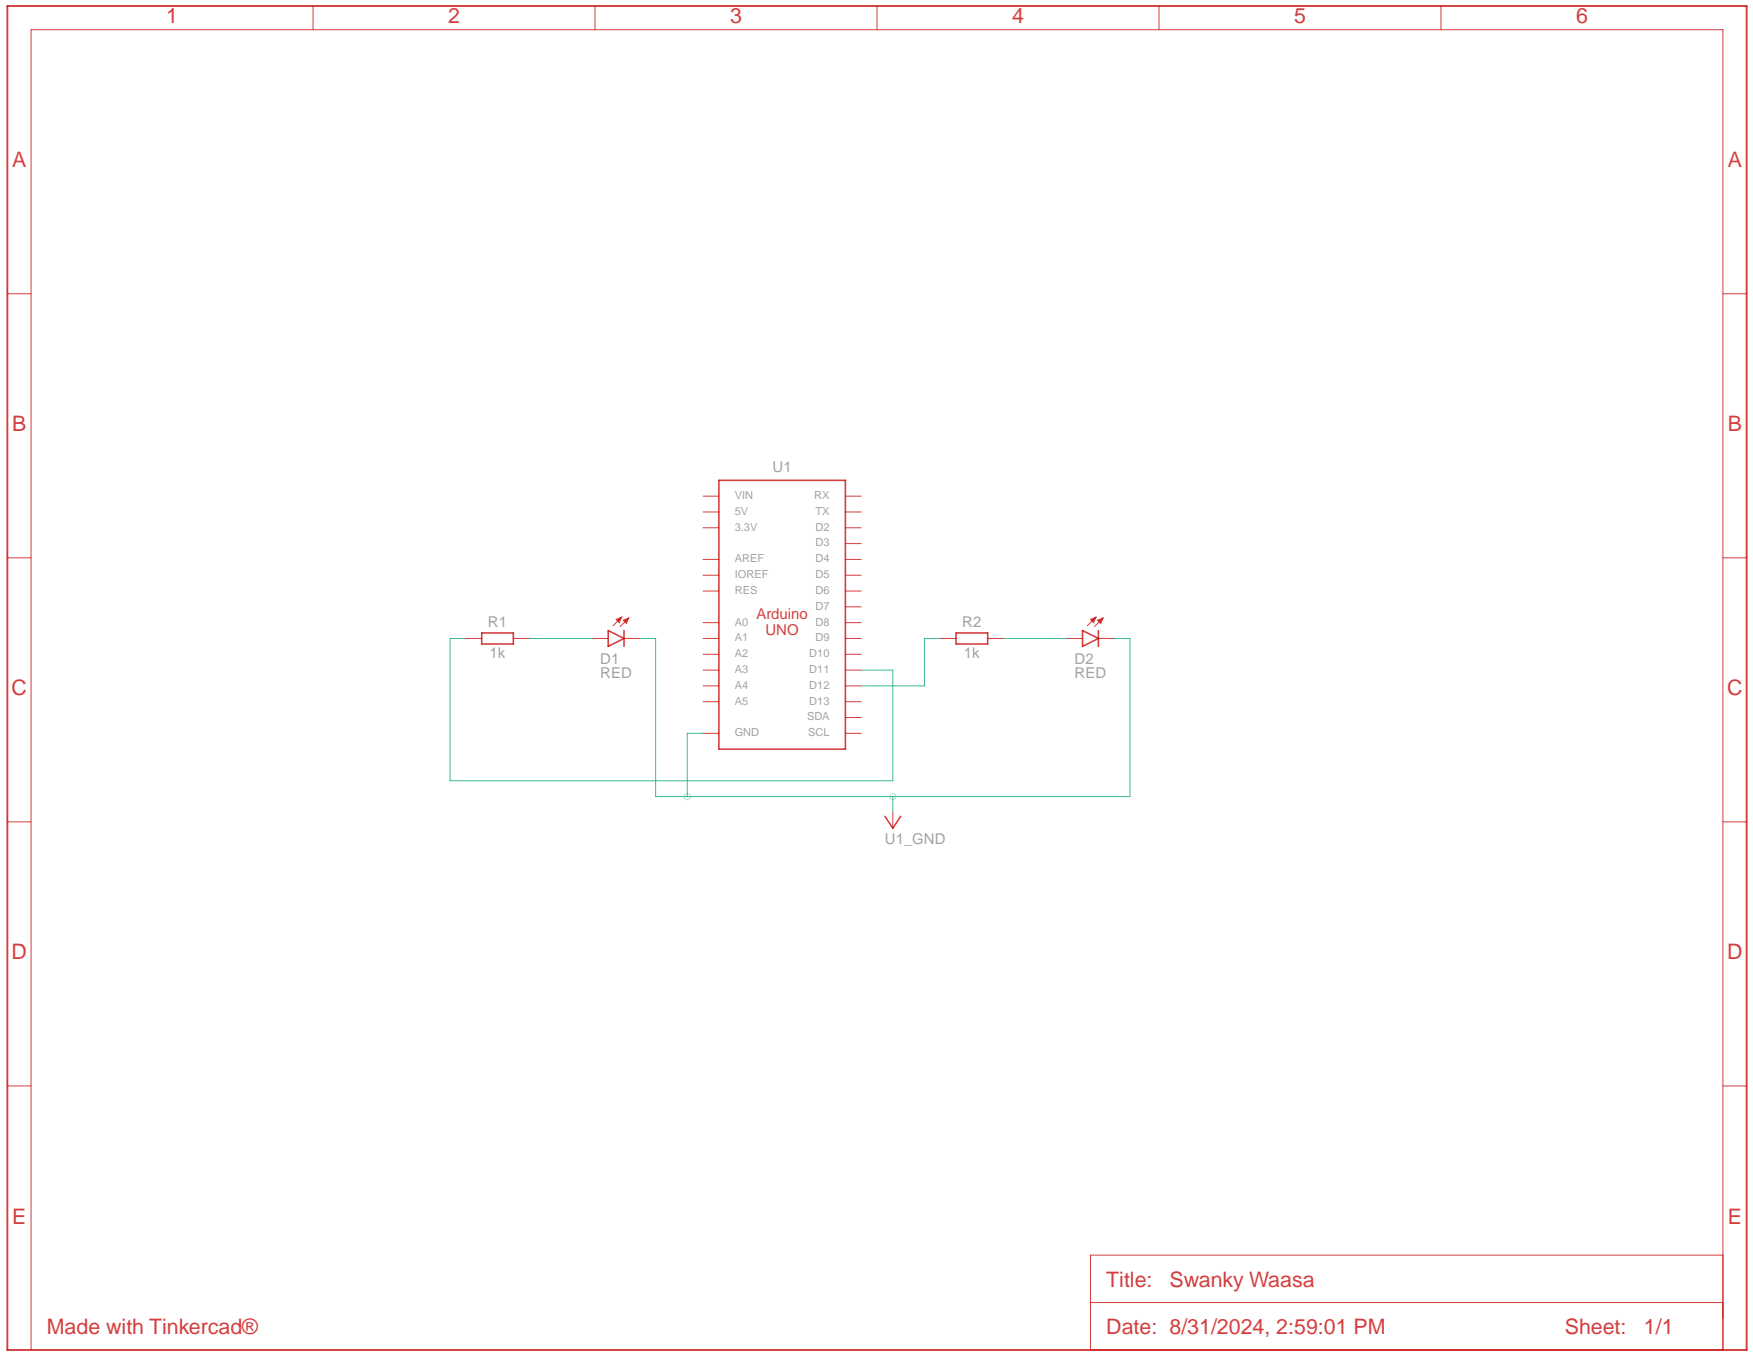 1 2 3 4 5 6
A A
B B
U1
VIN RX
5V TX
3.3V D2
D3
AREF D4
IOREF D5
RES D6
D7
Arduino
UNO
A0 D8
A1 D9
A2 D10
A3 D11
A4 D12
A5 D13
SDA
GND SCL
R1
1k
D1
RED
R2
1k
D2
RED
C C
U1_GND
D D
E E
Title: Swanky Waasa
Made with Tinkercad®
Date: 8/31/2024, 2:59:01 PM Sheet: 1/1